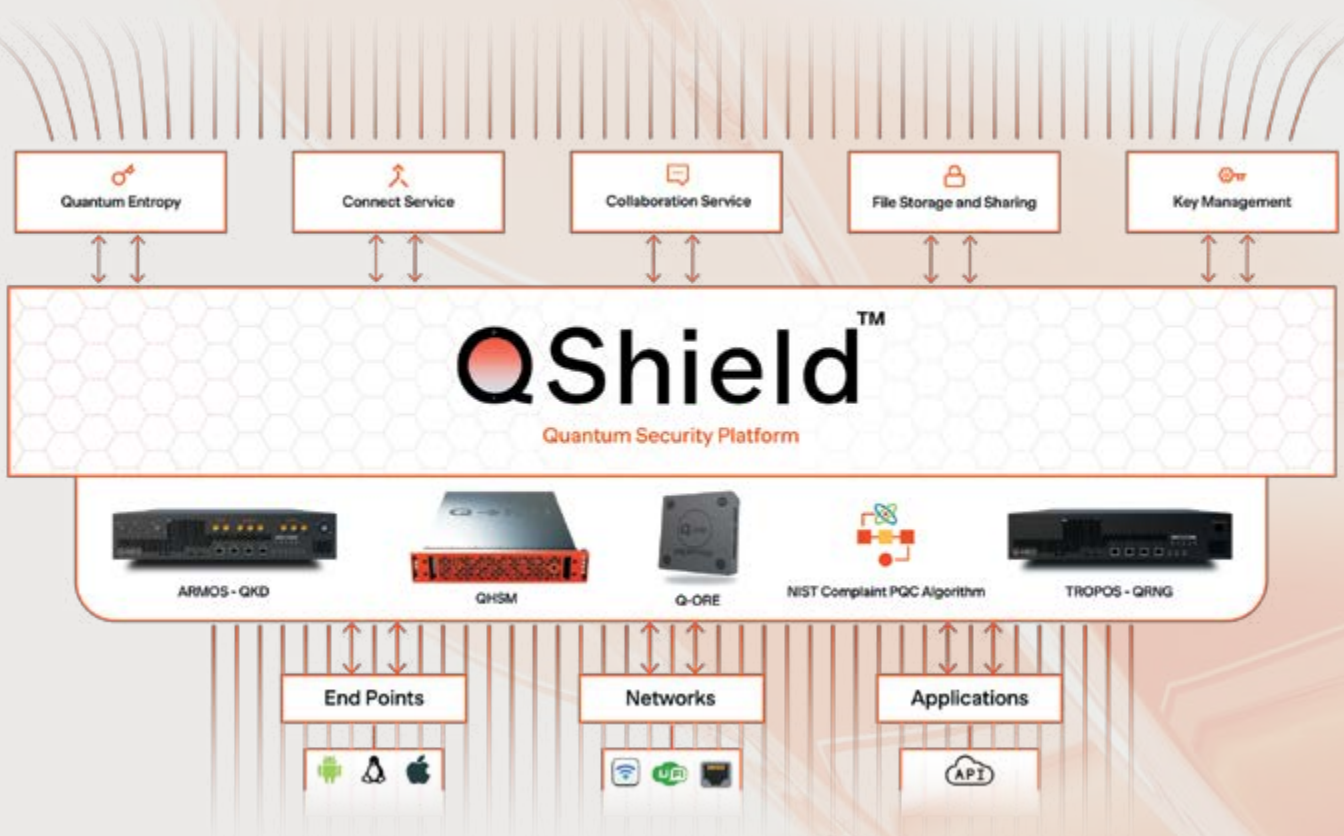 Quantum Entropy
Connect Service
Collaboration Service
File Storage and Sharing
Key Management
QShield™
Quantum Security Platform
ARMOS - QKD
QHSM
Q-ORE
NIST Complaint PQC Algorithm
TROPOS - QRNG
End Points
Networks
Applications
API